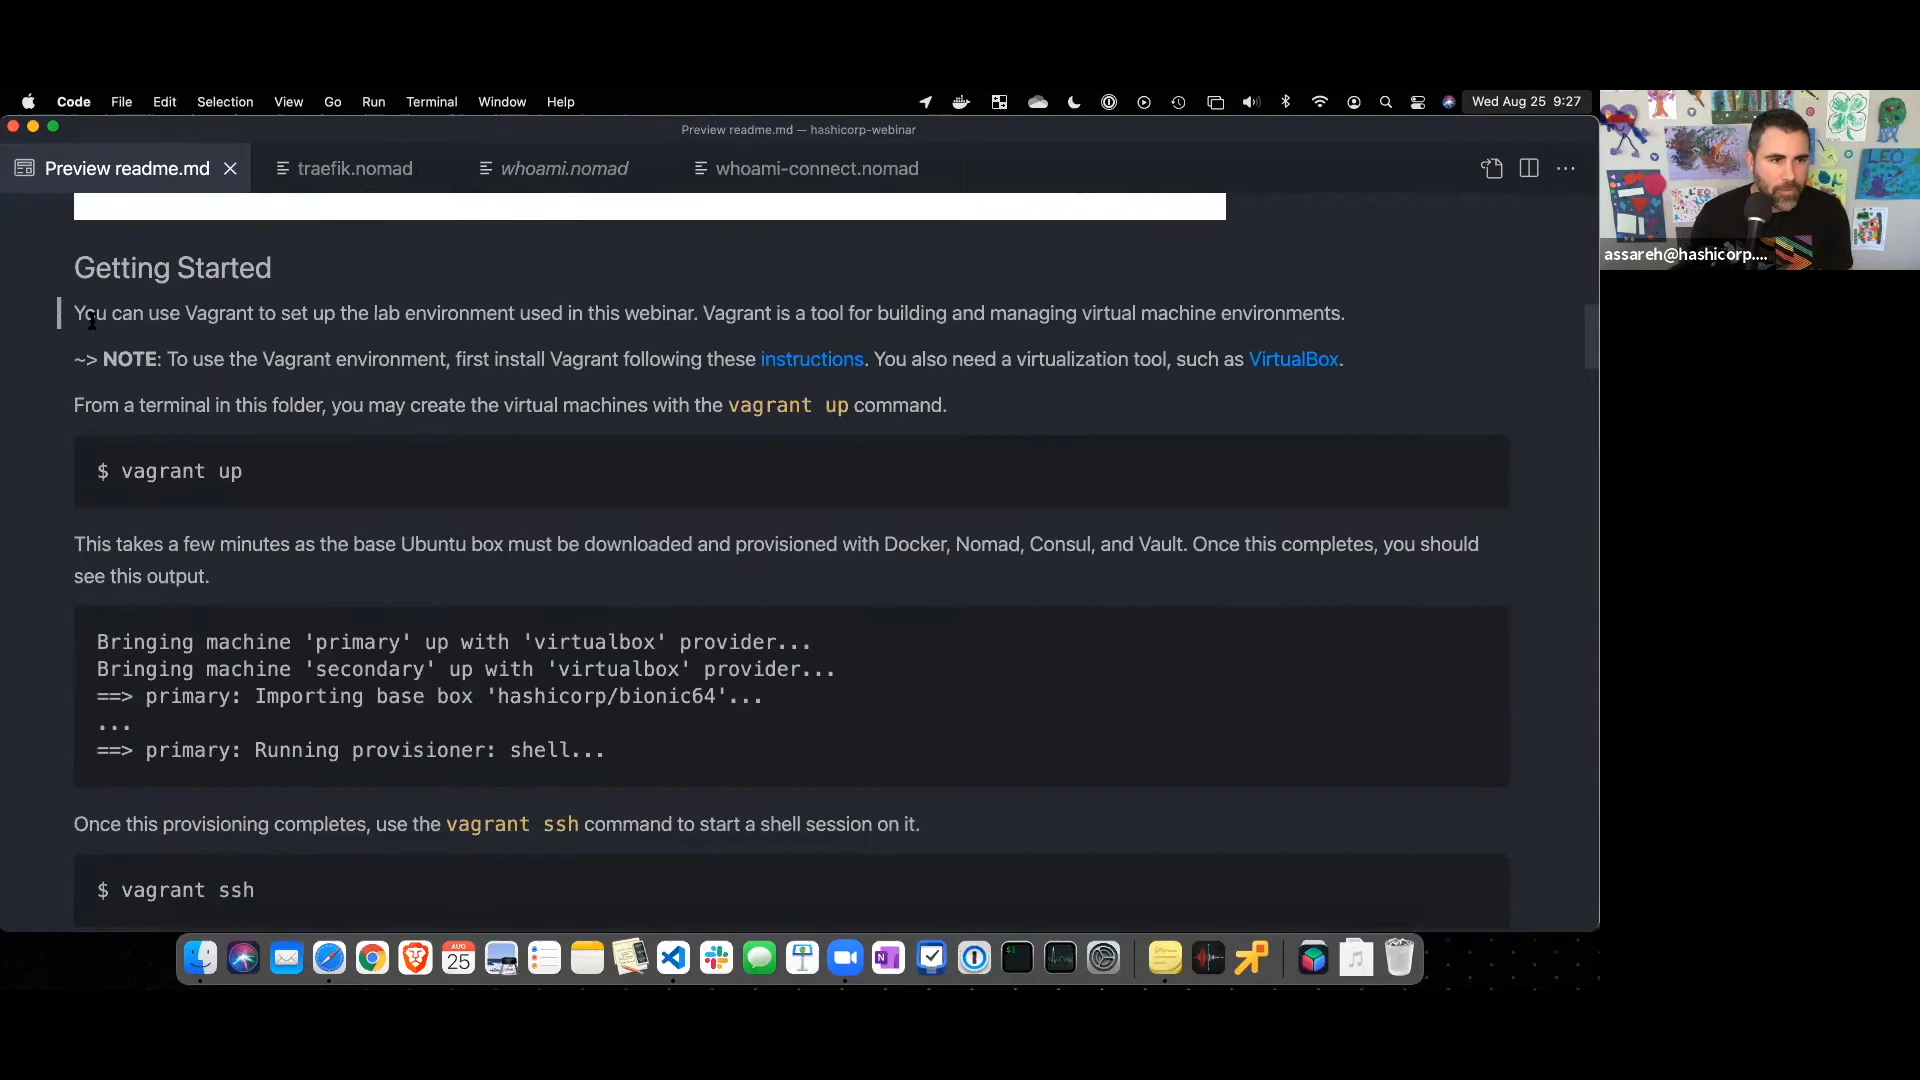 Code File Edit Selection View Go Run Terminal Window Help
Wed Aug 25 9:27
Preview readme.md — hashicorp-webinar
Preview readme.md
traefik.nomad
whoami.nomad
whoami-connect.nomad
LEO
assareh@hashicorp....
Getting Started
You can use Vagrant to set up the lab environment used in this webinar. Vagrant is a tool for building and managing virtual machine environments.
~> NOTE: To use the Vagrant environment, first install Vagrant following these instructions. You also need a virtualization tool, such as VirtualBox.
From a terminal in this folder, you may create the virtual machines with the vagrant up command.
$ vagrant up
This takes a few minutes as the base Ubuntu box must be downloaded and provisioned with Docker, Nomad, Consul, and Vault. Once this completes, you should
see this output.
Bringing machine 'primary' up with 'virtualbox' provider...
Bringing machine 'secondary' up with 'virtualbox' provider...
==> primary: Importing base box 'hashicorp/bionic64'...
...
==> primary: Running provisioner: shell...
Once this provisioning completes, use the vagrant ssh command to start a shell session on it.
$ vagrant ssh
AUG
25